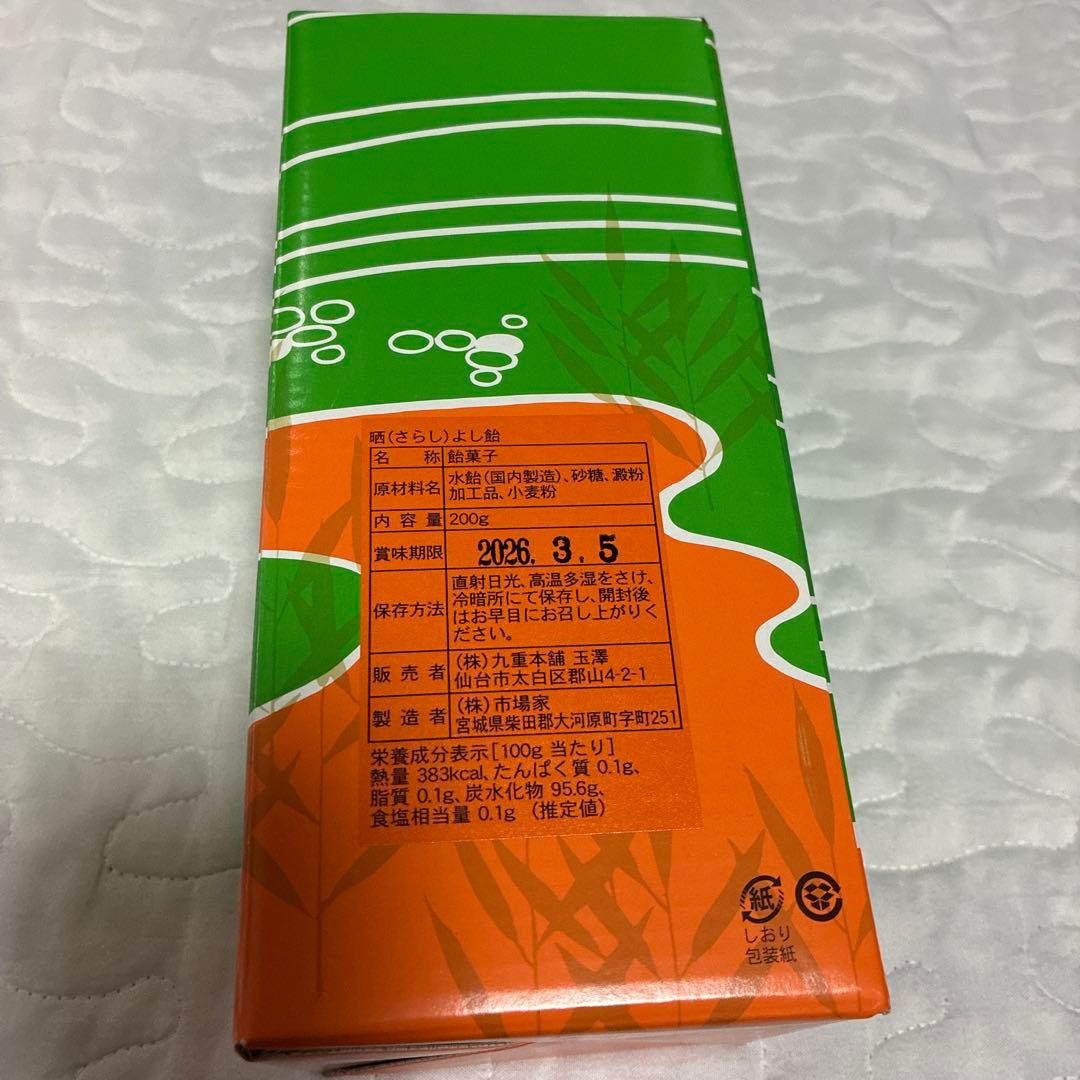 晒(さらし)よし飴
名 称 飴菓子
原材料名 水飴(国内製造)、砂糖、澱粉
加工品、小麦粉
内容量 200g
賞味期限 2026. 3. 5
保存方法 直射日光、高温多湿をさけ、
冷暗所にて保存し、開封後
はお早目にお召し上がりく
ださい。
販売者 (株)九重本舗 玉澤
仙台市太白区郡山4-2-1
製造者 (株)市場家
宮城県柴田郡大河原町字町251
栄養成分表示[100g 当たり]
熱量 383kcal、たんぱく質 0.1g、
脂質 0.1g、炭水化物 95.6g、
食塩相当量 0.1g (推定値)
紙
しおり
包装紙